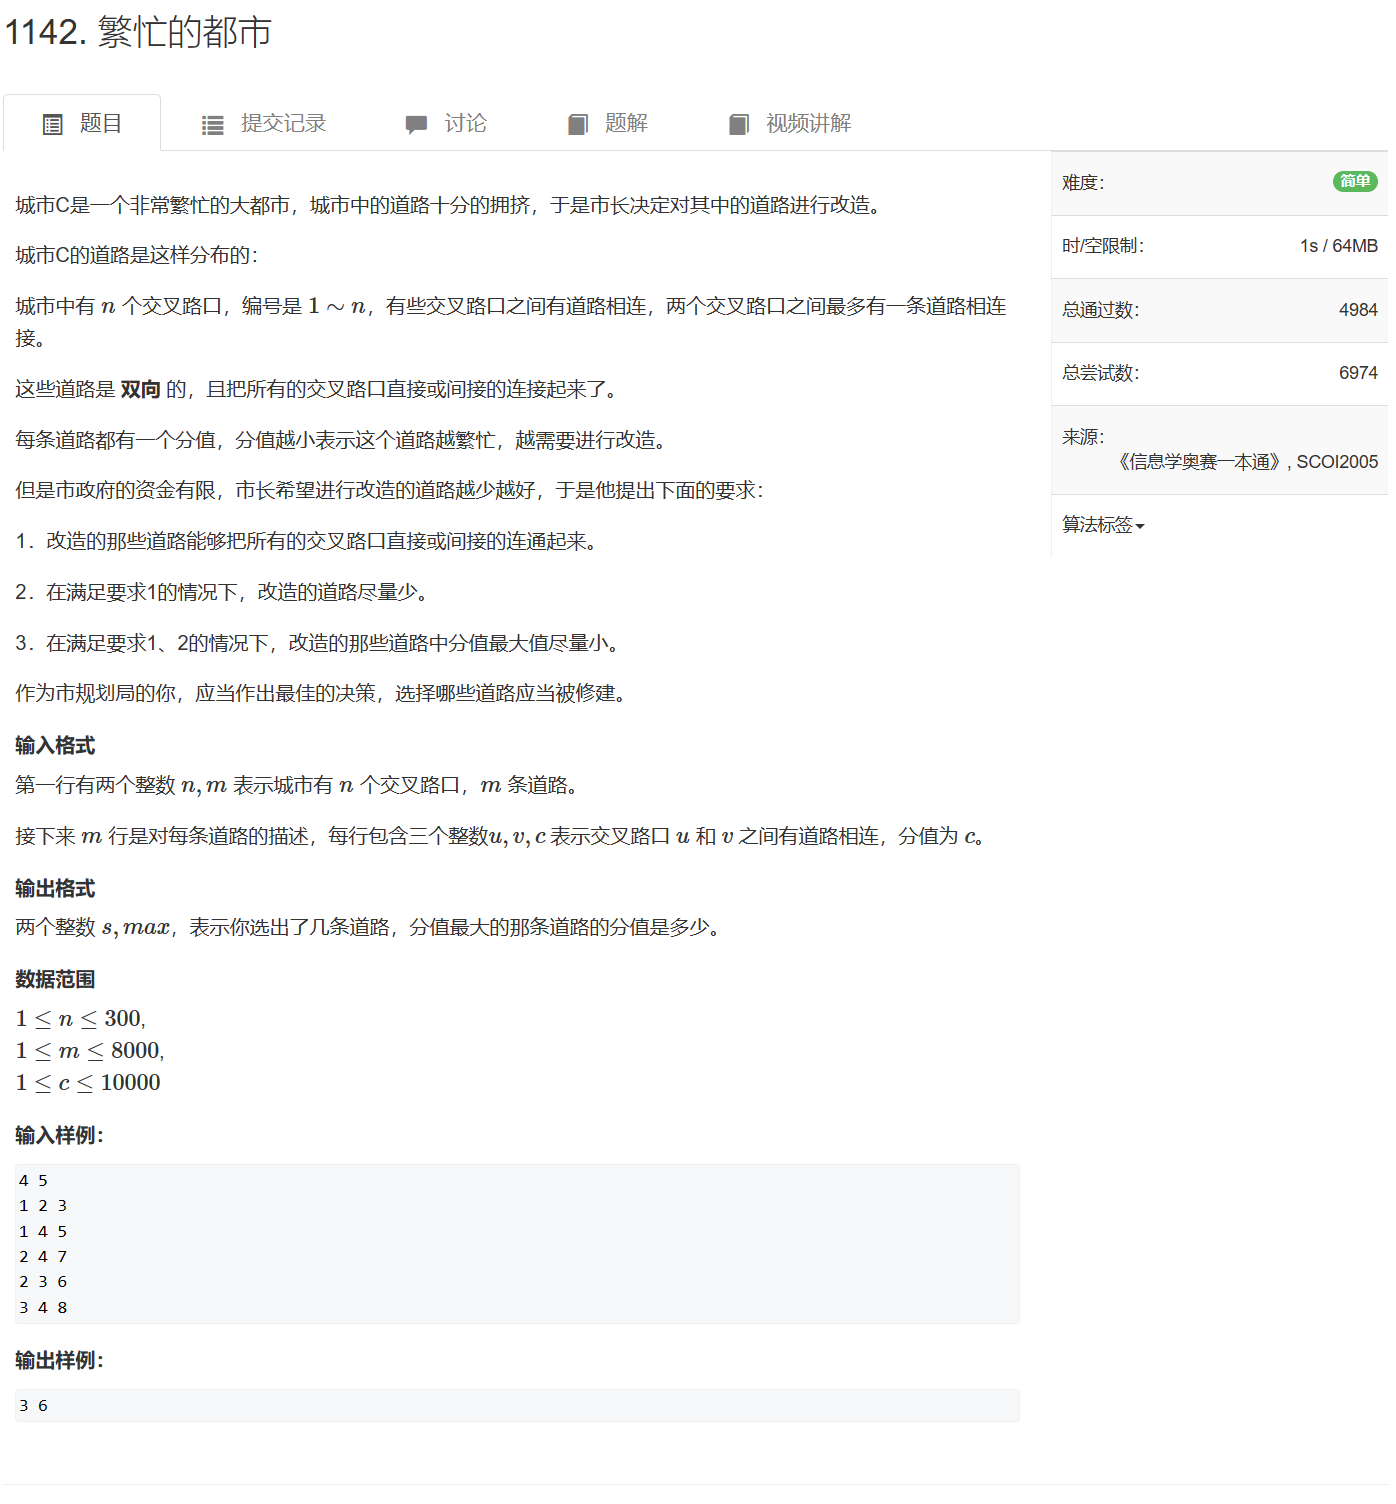 1142. 繁忙的都市
题目 提交记录 讨论 题解 视频讲解
城市C是一个非常繁忙的大都市，城市中的道路十分的拥挤，于是市长决定对其中的道路进行改造。
城市C的道路是这样分布的：
城市中有 n 个交叉路口，编号是 1 ∼ n，有些交叉路口之间有道路相连，两个交叉路口之间最多有一条道路相连
接。
这些道路是 双向 的，且把所有的交叉路口直接或间接的连接起来了。
每条道路都有一个分值，分值越小表示这个道路越繁忙，越需要进行改造。
但是市政府的资金有限，市长希望进行改造的道路越少越好，于是他提出下面的要求：
1．改造的那些道路能够把所有的交叉路口直接或间接的连通起来。
2．在满足要求1的情况下，改造的道路尽量少。
3．在满足要求1、2的情况下，改造的那些道路中分值最大值尽量小。
作为市规划局的你，应当作出最佳的决策，选择哪些道路应当被修建。
输入格式
第一行有两个整数 n, m 表示城市有 n 个交叉路口，m 条道路。
接下来 m 行是对每条道路的描述，每行包含三个整数u, v, c 表示交叉路口 u 和 v 之间有道路相连，分值为 c。
输出格式
两个整数 s, max，表示你选出了几条道路，分值最大的那条道路的分值是多少。
数据范围
1 ≤ n ≤ 300,
1 ≤ m ≤ 8000,
1 ≤ c ≤ 10000
输入样例：
4 5
1 2 3
1 4 5
2 4 7
2 3 6
3 4 8
输出样例：
3 6
难度： 简单
时/空限制： 1s / 64MB
总通过数： 4984
总尝试数： 6974
来源：
《信息学奥赛一本通》, SCOI2005
算法标签